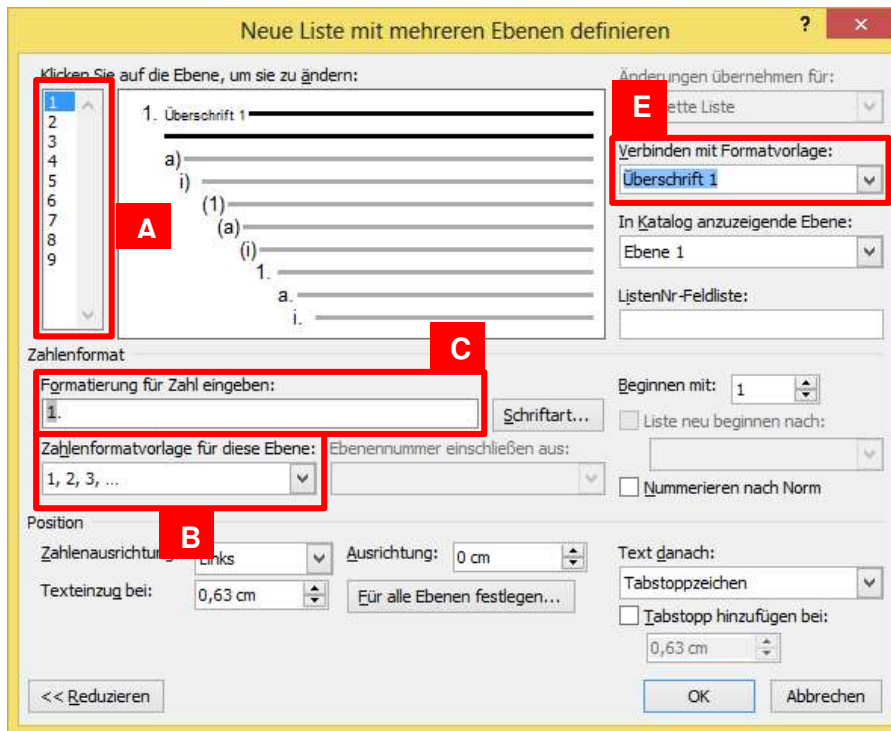 Neue Liste mit mehreren Ebenen definieren
?
×
Klicken Sie auf die Ebene, um sie zu ändern:
1
2
3
4
5
6
7
8
9
A
1. Überschrift 1
a)
i)
(1)
(a)
(i)
1.
a.
i.
Änderungen übernehmen für:
E
ette Liste
Verbinden mit Formatvorlage:
Überschrift 1
In Katalog anzuzeigende Ebene:
Ebene 1
ListenNr-Feldliste:
C
Zahlenformat
Formatierung für Zahl eingeben:
1.
Schriftart...
Beginnen mit: 1
Liste neu beginnen nach:
Zahlenformatvorlage für diese Ebene:
1, 2, 3, ...
Ebenennummer einschließen aus:
Nummerieren nach Norm
B
Position
Zahlenausrichtung
Links
Ausrichtung: 0 cm
Text danach:
Tabstoppzeichen
Texteinzug bei: 0,63 cm
Für alle Ebenen festlegen...
Tabstopp hinzufügen bei:
0,63 cm
<< Reduzieren
OK
Abbrechen